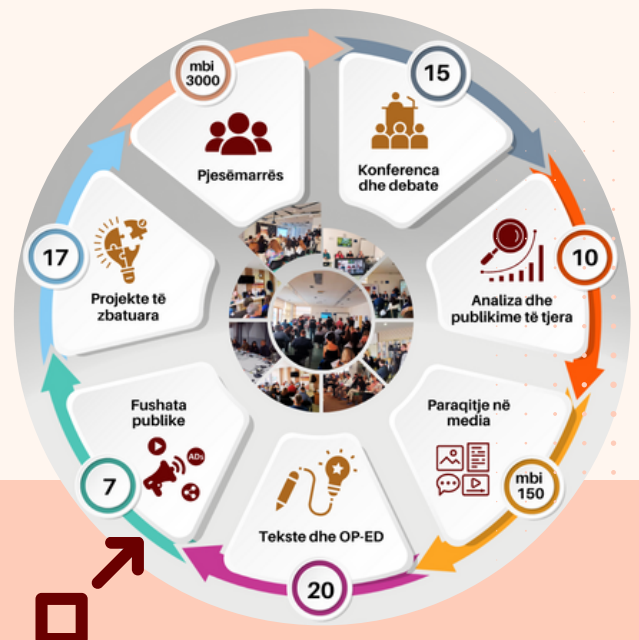 mbi
3000
Pjesëmarrës
15
Konferenca
dhe debate
10
Analiza dhe
publikime të tjera
Paraqitje në
media
mbi
150
Tekste dhe OP-ED
20
Fushata
publike
ADs
7
17
Projekte të
zbatuara